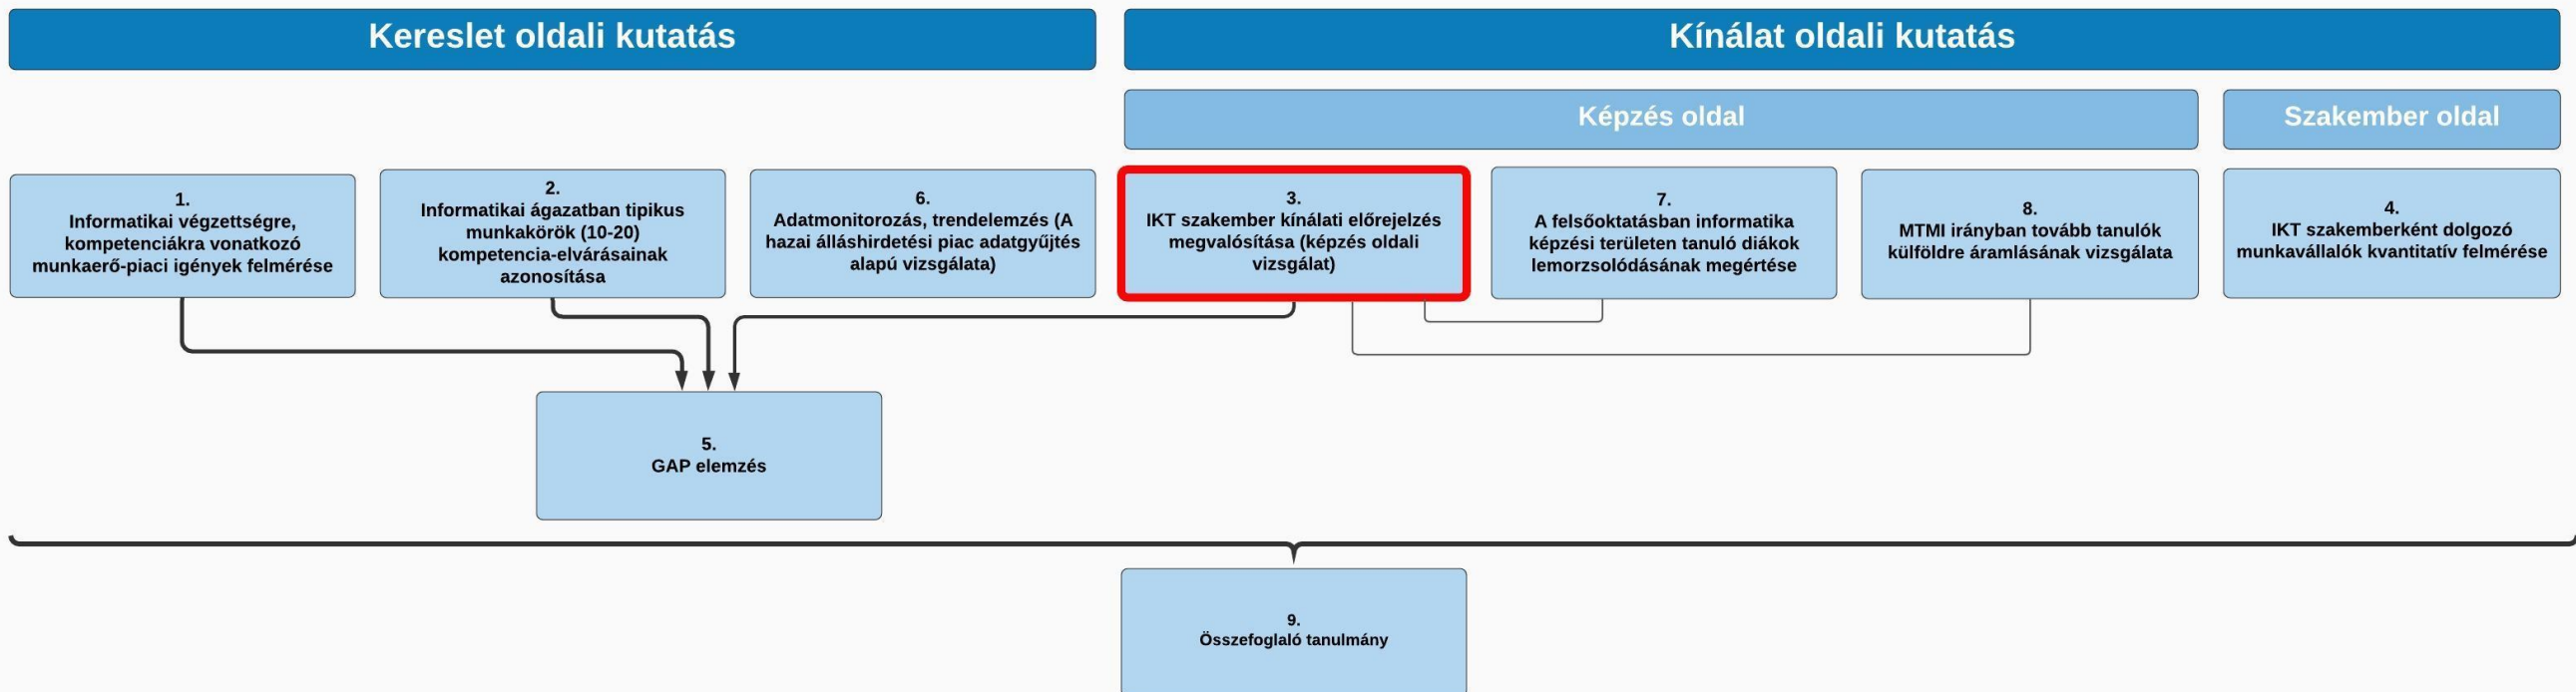 Kereslet oldali kutatás
Kínálat oldali kutatás
Képzés oldal
Szakember oldal
1.
Informatikai végzettségre,
kompetenciákra vonatkozó
munkaerő-piaci igények felmérése
2.
Informatikai ágazatban tipikus
munkakörök (10-20)
kompetencia-elvárásainak
azonosítása
6.
Adatmonitorozás, trendelemzés (A
hazai álláshirdetési piac adatgyűjtés
alapú vizsgálata)
3.
IKT szakember kínálati előrejelzés
megvalósítása (képzés oldali
vizsgálat)
7.
A felsőoktatásban informatika
képzési területen tanuló diákok
lemorzsolódásának megértése
8.
MTMI irányban tovább tanulók
külföldre áramlásának vizsgálata
4.
IKT szakemberként dolgozó
munkavállalók kvantitatív felmérése
5.
GAP elemzés
9.
Összefoglaló tanulmány